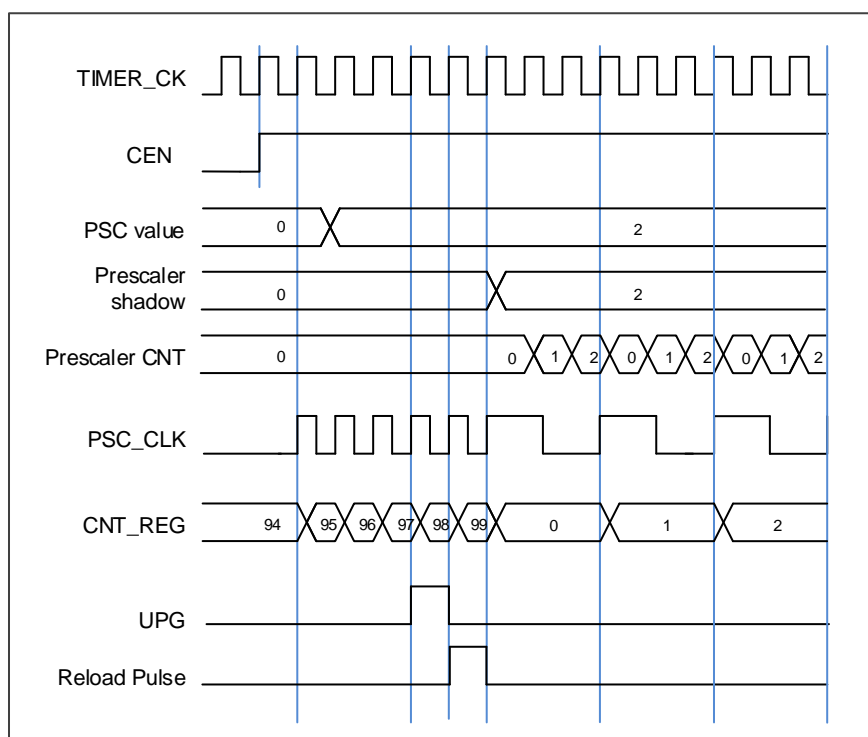 TIMER_CK
CEN
PSC value
0
2
Prescaler
shadow
0
2
Prescaler CNT
0
0 1 2 0 1 2 0 1 2
PSC_CLK
CNT_REG
94 95 96 97 98 99 0 1 2
UPG
Reload Pulse